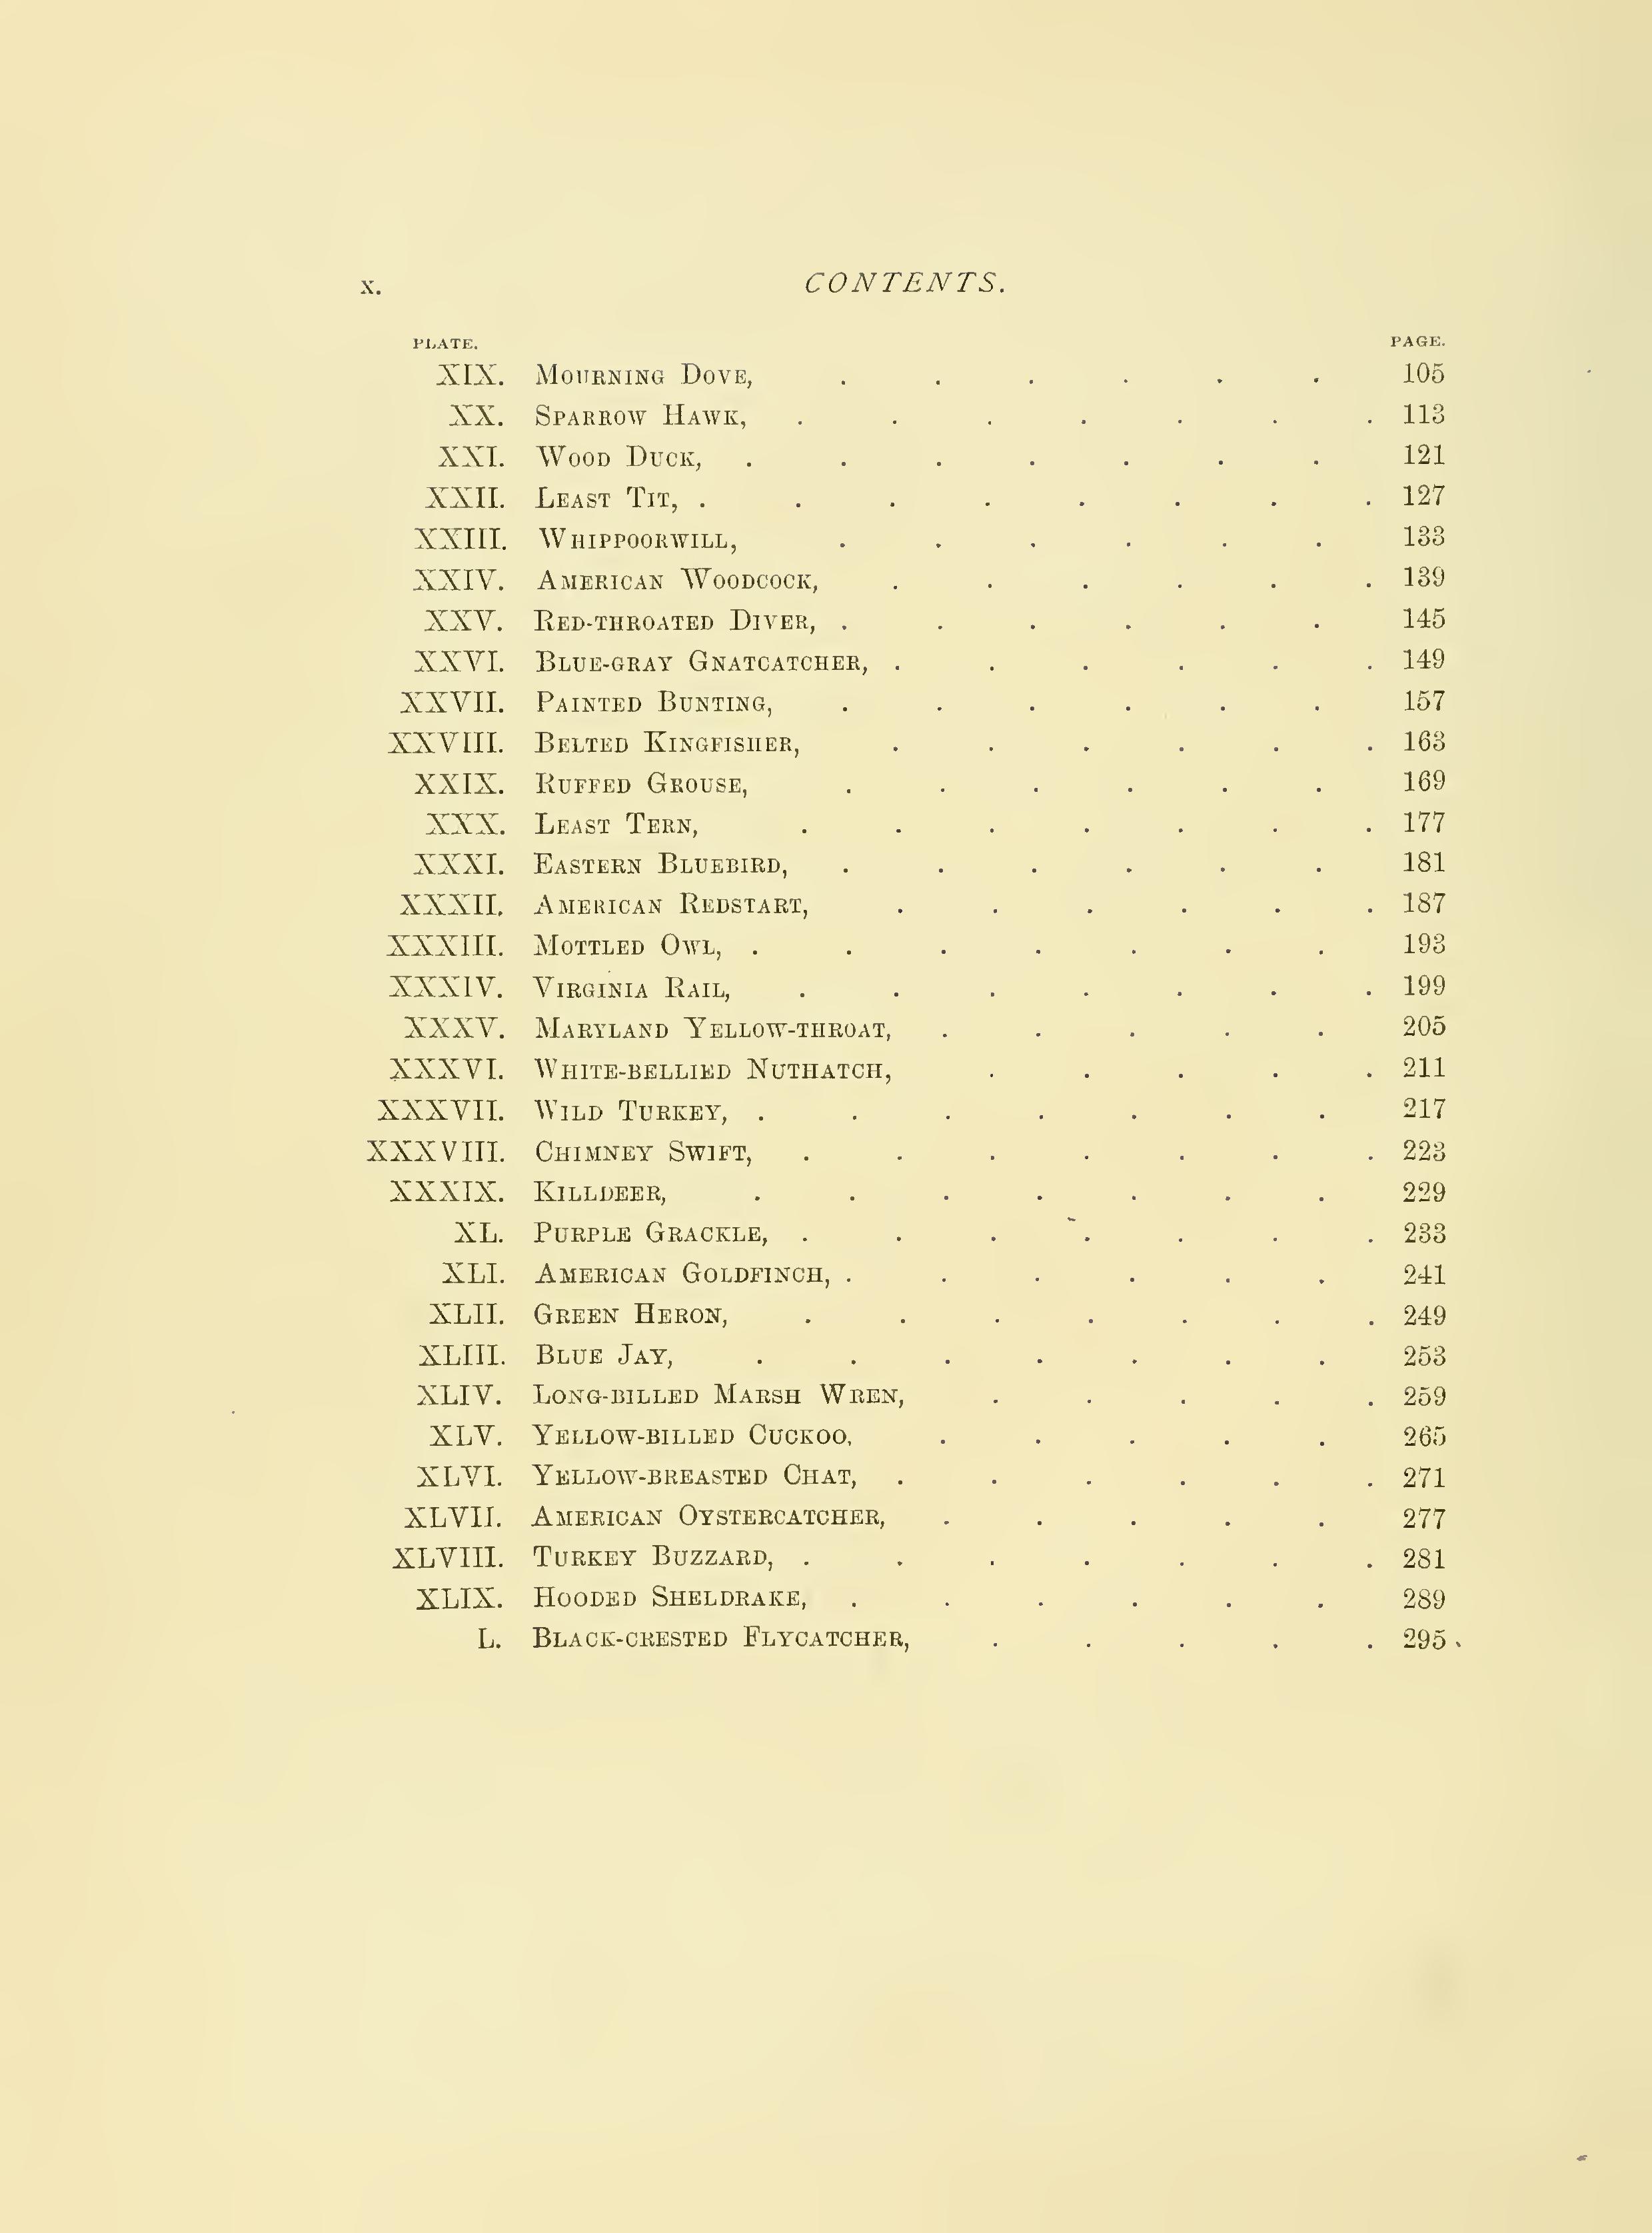 x. CONTENTS.
PLATE. PAGE.
XIX. MOURNING DOVE, . . . . . . 105
XX. SPARROW HAWK, . . . . . . . 113
XXI. WOOD DUCK, . . . . . . . 121
XXII. LEAST TIT, . . . . . . . . 127
XXIII. WHIPPOORWILL, . . . . . . 133
XXIV. AMERICAN WOODCOCK, . . . . . . 139
XXV. RED-THROATED DIVER, . . . . . . 145
XXVI. BLUE-GRAY GNATCATCHER, . . . . . . 149
XXVII. PAINTED BUNTING, . . . . . . 157
XXVIII. BELTED KINGFISHER, . . . . . . 163
XXIX. RUFFED GROUSE, . . . . . . 169
XXX. LEAST TERN, . . . . . . . 177
XXXI. EASTERN BLUEBIRD, . . . . . . 181
XXXII. AMERICAN REDSTART, . . . . . . 187
XXXIII. MOTTLED OWL, . . . . . . . 193
XXXIV. VIRGINIA RAIL, . . . . . . . 199
XXXV. MARYLAND YELLOW-THROAT, . . . . . 205
XXXVI. WHITE-BELLIED NUTHATCH, . . . . . 211
XXXVII. WILD TURKEY, . . . . . . . 217
XXXVIII. CHIMNEY SWIFT, . . . . . . . 223
XXXIX. KILLDEER, . . . . . . . 229
XL. PURPLE GRACKLE, . . . . . . . 233
XLI. AMERICAN GOLDFINCH, . . . . . . 241
XLII. GREEN HERON, . . . . . . . 249
XLIII. BLUE JAY, . . . . . . . 253
XLIV. LONG-BILLED MARSH WREN, . . . . . 259
XLV. YELLOW-BILLED CUCKOO, . . . . . 265
XLVI. YELLOW-BREASTED CHAT, . . . . . . 271
XLVII. AMERICAN OYSTERCATCHER, . . . . . 277
XLVIII. TURKEY BUZZARD, . . . . . . . 281
XLIX. HOODED SHELDRAKE, . . . . . . 289
L. BLACK-CRESTED FLYCATCHER, . . . . . 295